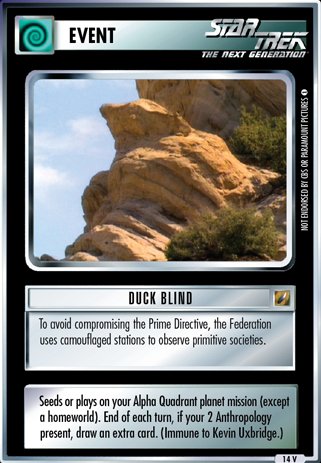 EVENT
STAR TREK
THE NEXT GENERATION
NOT ENDORSED BY CBS OR PARAMOUNT PICTURES
DUCK BLIND
To avoid compromising the Prime Directive, the Federation
uses camouflaged stations to observe primitive societies.
Seeds or plays on your Alpha Quadrant planet mission (except
a homeworld). End of each turn, if your 2 Anthropology
present, draw an extra card. (Immune to Kevin Uxbridge.)
14 V